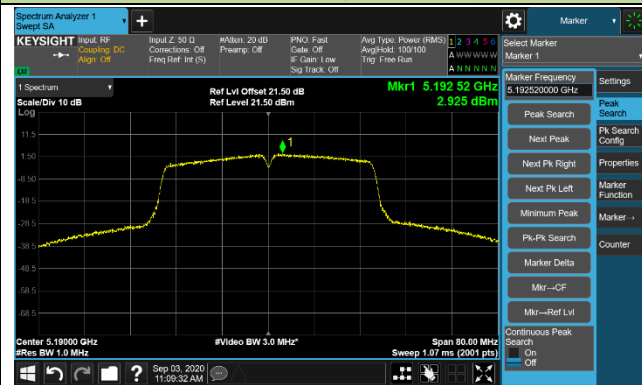 Spectrum Analyzer 1
Swept SA
Marker
KEYSIGHT
Input: RF
Coupling: DC
Align: Off
Input Z: 50 Ω
Corrections: Off
Freq Ref: Int (S)
#Atten: 20 dB
Preamp: Off
PNO: Fast
Gate: Off
IF Gain: Low
Sig Track: Off
Avg Type: Power (RMS)
Avg|Hold: 100/100
Trig: Free Run
1 2 3 4 5 6
A W W W W W
A N N N N N
LXI
Select Marker
Marker 1
1 Spectrum
Scale/Div 10 dB
Log
Ref Lvl Offset 21.50 dB
Ref Level 21.50 dBm
Mkr1 5.192 52 GHz
2.925 dBm
1
11.5
1.50
-8.50
-18.5
-28.5
-38.5
-48.5
-58.5
-68.5
Center 5.19000 GHz
#Res BW 1.0 MHz
#Video BW 3.0 MHz*
Span 80.00 MHz
Sweep 1.07 ms (2001 pts)
Marker Frequency
5.192520000 GHz
Peak Search
Next Peak
Next Pk Right
Next Pk Left
Minimum Peak
Pk-Pk Search
Marker Delta
Mkr→CF
Mkr→Ref Lvl
Continuous Peak
Search
On
Off
Settings
Peak
Search
Pk Search
Config
Properties
Marker
Function
Marker→
Counter
Sep 03, 2020
11:09:32 AM